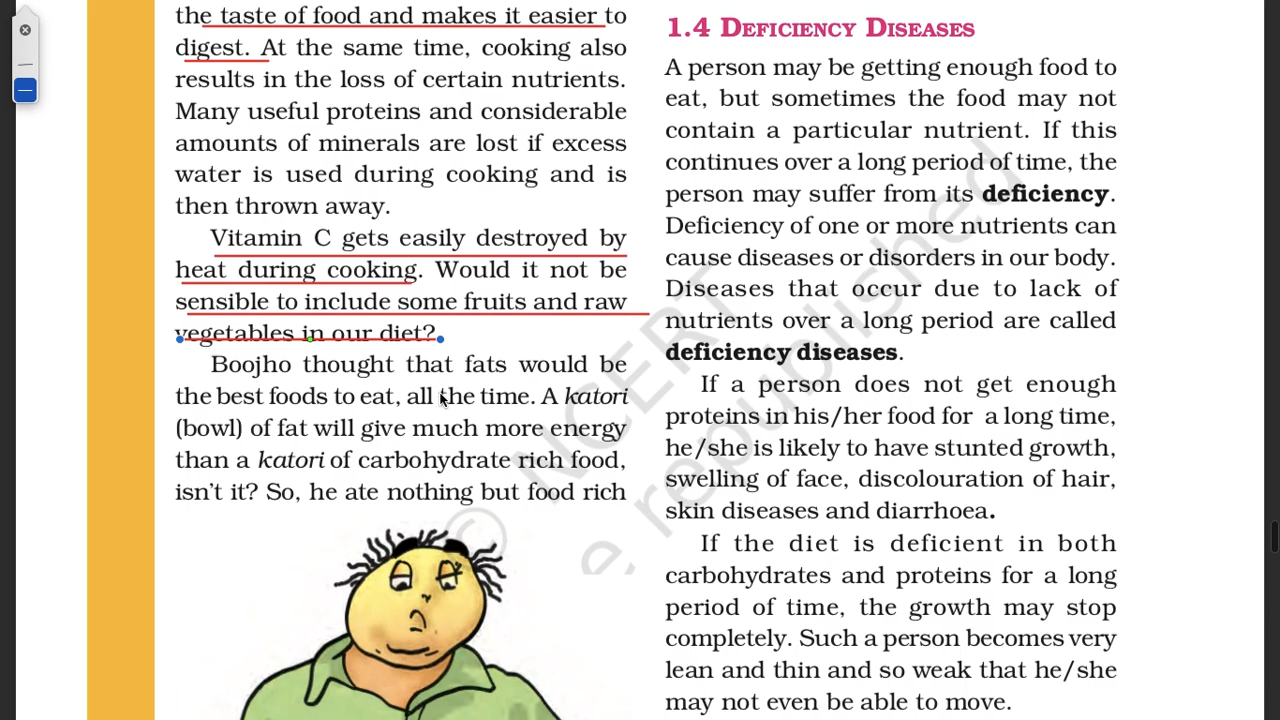 the taste of food and makes it easier to
digest. At the same time, cooking also
results in the loss of certain nutrients.
Many useful proteins and considerable
amounts of minerals are lost if excess
water is used during cooking and is
then thrown away.
Vitamin C gets easily destroyed by
heat during cooking. Would it not be
sensible to include some fruits and raw
vegetables in our diet?
Boojho thought that fats would be
the best foods to eat, all the time. A katori
(bowl) of fat will give much more energy
than a katori of carbohydrate rich food,
isn't it? So, he ate nothing but food rich
1.4 DEFICIENCY DISEASES
A person may be getting enough food to
eat, but sometimes the food may not
contain a particular nutrient. If this
continues over a long period of time, the
person may suffer from its deficiency.
Deficiency of one or more nutrients can
cause diseases or disorders in our body.
Diseases that occur due to lack of
nutrients over a long period are called
deficiency diseases.
If a person does not get enough
proteins in his/her food for a long time,
he/she is likely to have stunted growth,
swelling of face, discolouration of hair,
skin diseases and diarrhoea.
If the diet is deficient in both
carbohydrates and proteins for a long
period of time, the growth may stop
completely. Such a person becomes very
lean and thin and so weak that he/she
may not even be able to move.
© NCERT
e republished